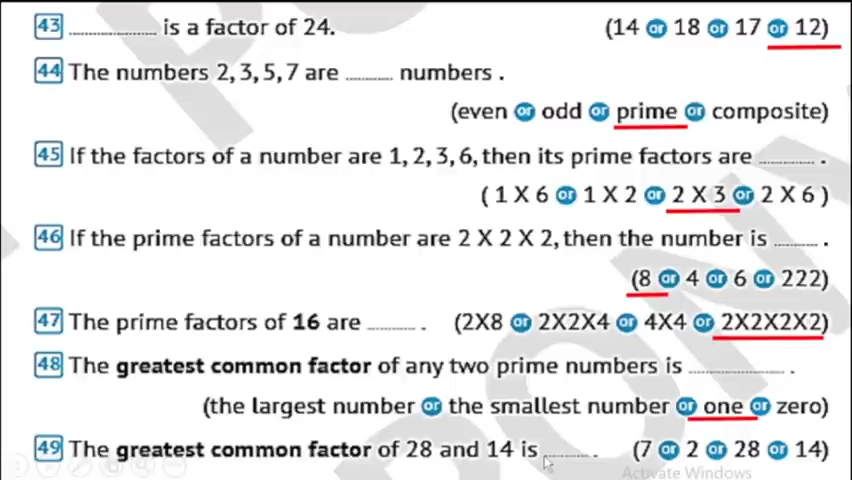 43 ............ is a factor of 24. (14 or 18 or 17 or 12)
44 The numbers 2, 3, 5, 7 are ........ numbers .
(even or odd or prime or composite)
45 If the factors of a number are 1, 2, 3, 6, then its prime factors are ......... .
( 1 X 6 or 1 X 2 or 2 X 3 or 2 X 6 )
46 If the prime factors of a number are 2 X 2 X 2, then the number is ....... .
(8 or 4 or 6 or 222)
47 The prime factors of 16 are ........ . (2X8 or 2X2X4 or 4X4 or 2X2X2X2)
48 The greatest common factor of any two prime numbers is .............. .
(the largest number or the smallest number or one or zero)
49 The greatest common factor of 28 and 14 is ....... . (7 or 2 or 28 or 14)
Activate Windows